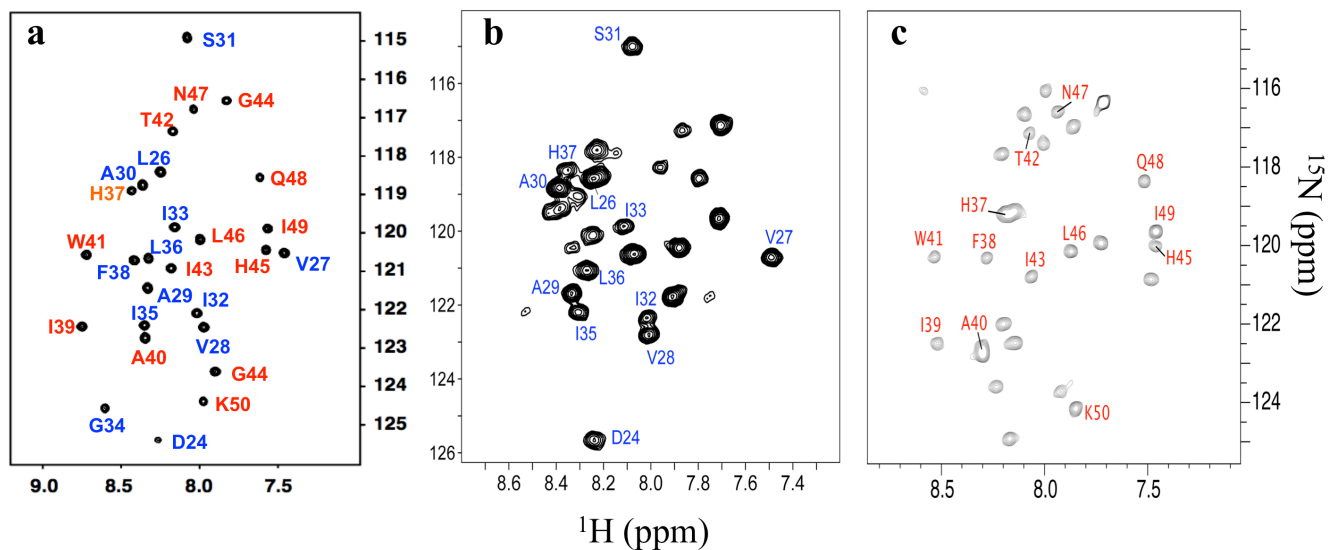 a
S31
N47
G44
T42
L26
A30
H37
Q48
I33
I49
L46
W41
L36
H45
V27
F38
I43
A29
I35
I32
I39
V28
A40
G44
K50
G34
D24
115
116
117
118
119
120
121
122
123
124
125
9.0 8.5 8.0 7.5
b
S31
H37
A30
L26
I33
V27
L36
A29
I32
I35
V28
D24
116
118
120
122
124
126
8.6 8.4 8.2 8.0 7.8 7.6 7.4
¹H (ppm)
c
N47
T42
Q48
H37
I49
W41 F38 L46
I43 H45
I39 A40
K50
116
118
120
122
124
8.5 8.0 7.5
¹⁵N (ppm)